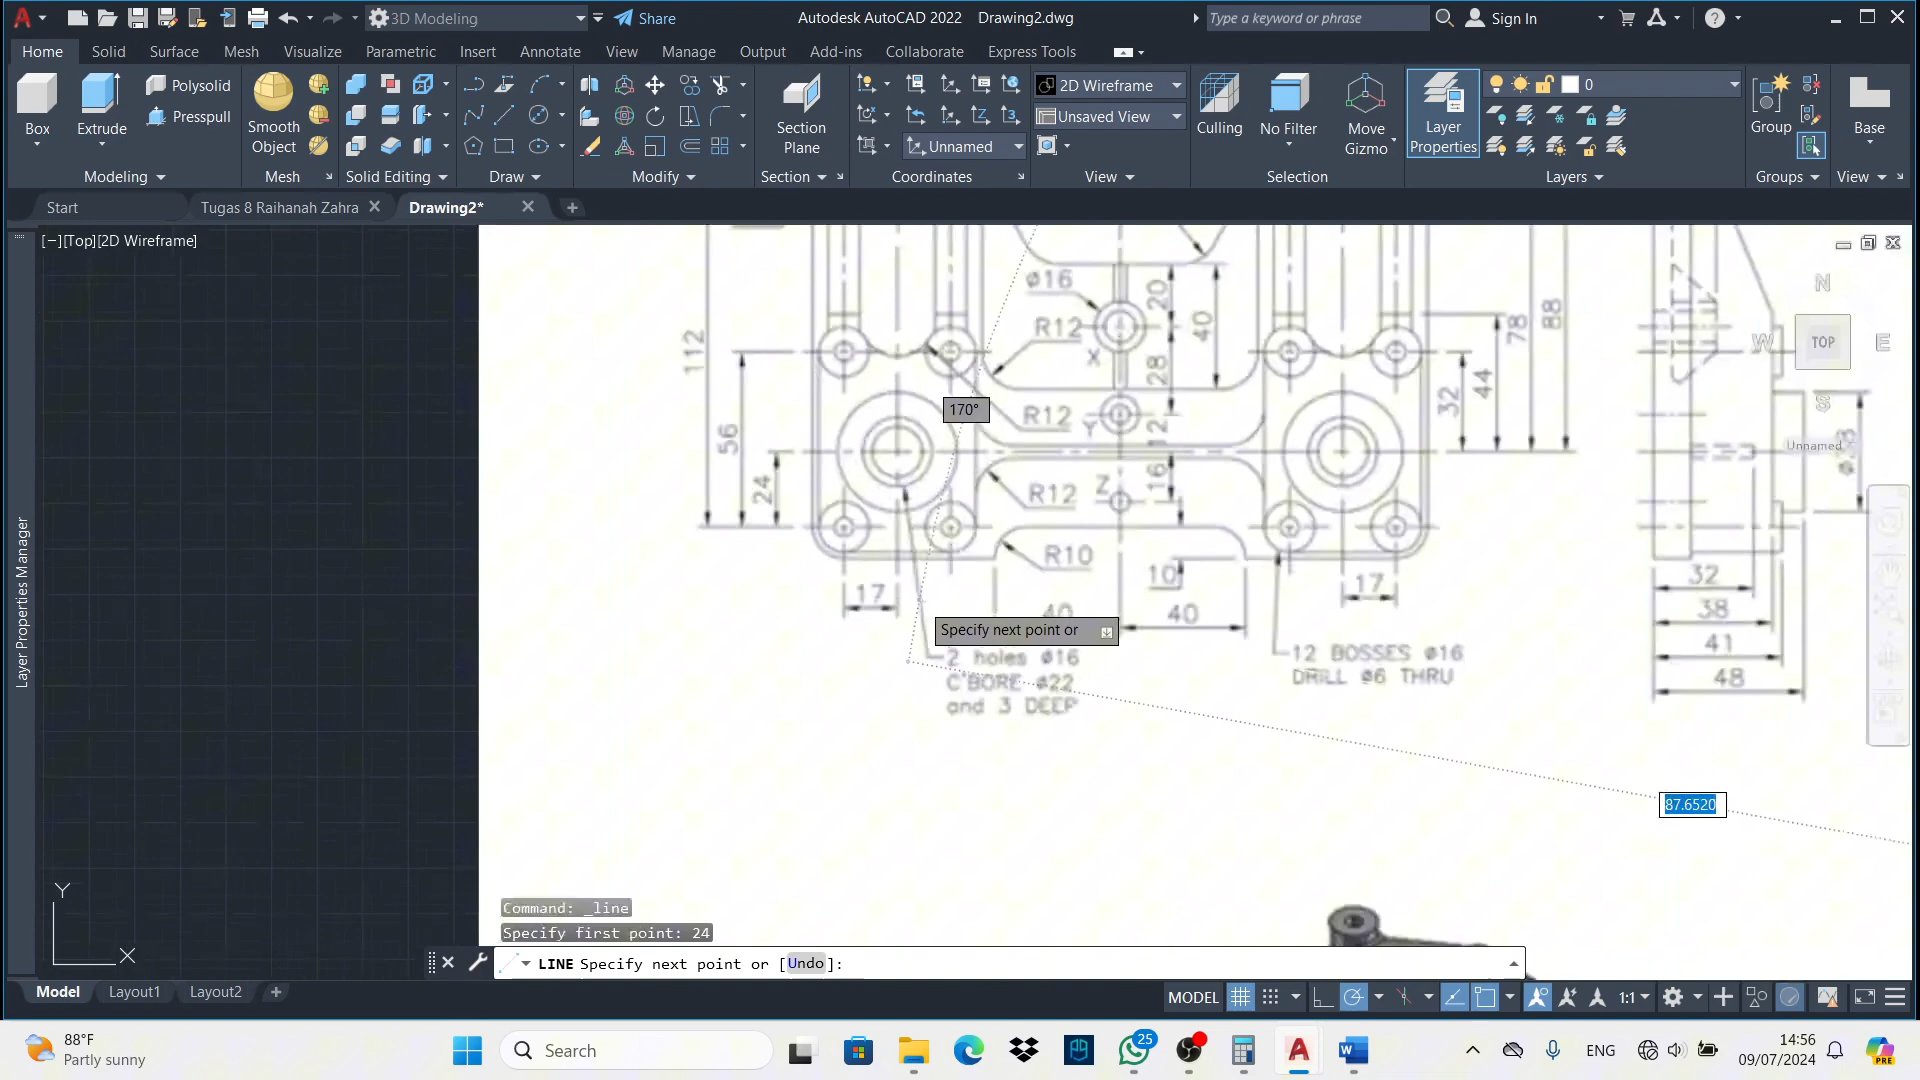 3D Modeling
Share
Autodesk AutoCAD 2022 Drawing2.dwg
Type a keyword or phrase
Sign In
Home Solid Surface Mesh Visualize Parametric Insert Annotate View Manage Output Add-ins Collaborate Express Tools
Box
Extrude
Polysolid
Presspull
Smooth Object
Section Plane
2D Wireframe
Unsaved View
Unnamed
Culling
No Filter
Move Gizmo
Layer Properties
0
Group
Base
Modeling Mesh Solid Editing Draw Modify Section Coordinates View Selection Layers Groups View
Start
Tugas 8 Raihanah Zahra
Drawing2*
[−][Top][2D Wireframe]
Layer Properties Manager
N
W
TOP
E
S
Unnamed
112
56
24
17
ø16
R12
X
20
40
28
R12
Y
12
R12
Z
16
R10
10
40
40
17
32
44
78
88
32
38
41
48
170°
Specify next point or
2 holes ø16
C'BORE ø22
and 3 DEEP
12 BOSSES ø16
DRILL ø6 THRU
87.6520
Y
X
Command: _line
Specify first point: 24
LINE Specify next point or [Undo]:
Model Layout1 Layout2
MODEL
1:1
88°F
Partly sunny
Search
25
ENG
14:56
09/07/2024
PRE